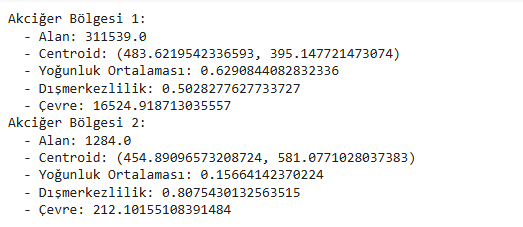 Akciğer Bölgesi 1:
- Alan: 311539.0
- Centroid: (483.6219542336593, 395.147721473074)
- Yoğunluk Ortalaması: 0.6290844082832336
- Dışmerkezlilik: 0.5028277627733727
- Çevre: 16524.918713035557
Akciğer Bölgesi 2:
- Alan: 1284.0
- Centroid: (454.89096573208724, 581.0771028037383)
- Yoğunluk Ortalaması: 0.15664142370224
- Dışmerkezlilik: 0.8075430132563515
- Çevre: 212.10155108391484